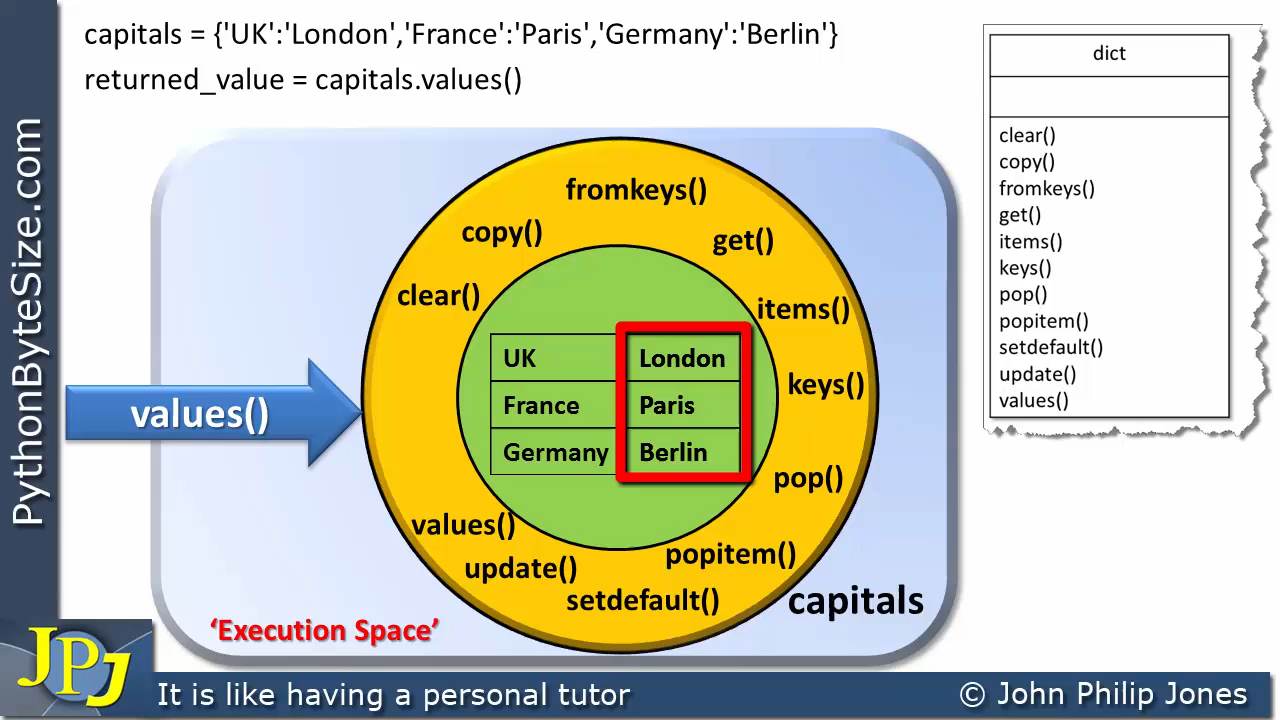 capitals = {'UK':'London','France':'Paris','Germany':'Berlin'}
returned_value = capitals.values()
dict
clear()
copy()
fromkeys()
get()
items()
keys()
pop()
popitem()
setdefault()
update()
values()
PythonByteSize.com
fromkeys()
copy()
get()
clear()
items()
UK London
France Paris
Germany Berlin
keys()
values()
pop()
values()
popitem()
update()
setdefault()
capitals
'Execution Space'
JPJ
It is like having a personal tutor
© John Philip Jones